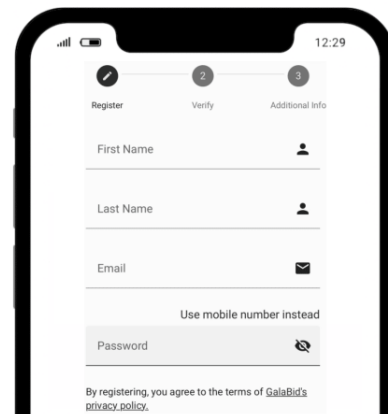 12:29
2 3
Register Verify Additional Info
First Name
Last Name
Email
Use mobile number instead
Password
By registering, you agree to the terms of GalaBid's
privacy policy.